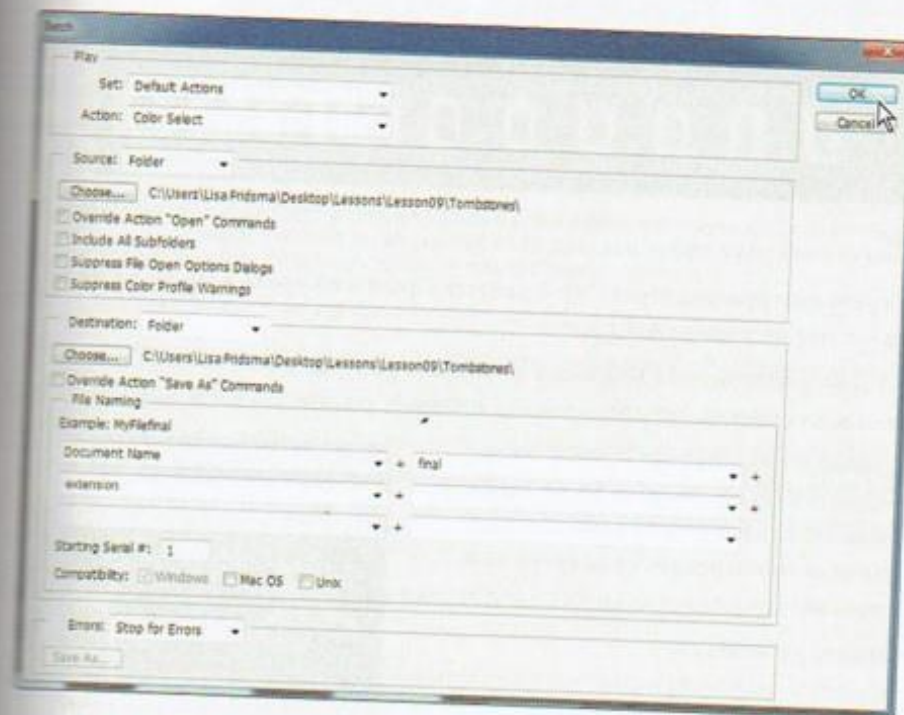 Batch
Play
Set: Default Actions
Action: Color Select
OK
Cancel
Source: Folder
Choose... C:\Users\Lisa Fridsma\Desktop\Lessons\Lesson09\Tombstones\
Override Action "Open" Commands
Include All Subfolders
Suppress File Open Options Dialogs
Suppress Color Profile Warnings
Destination: Folder
Choose... C:\Users\Lisa Fridsma\Desktop\Lessons\Lesson09\Tombstones\
Override Action "Save As" Commands
File Naming
Example: MyFilefinal
Document Name + final +
extension + +
+
Starting Serial #: 1
Compatibility: Windows Mac OS Unix
Errors: Stop for Errors
Save As...